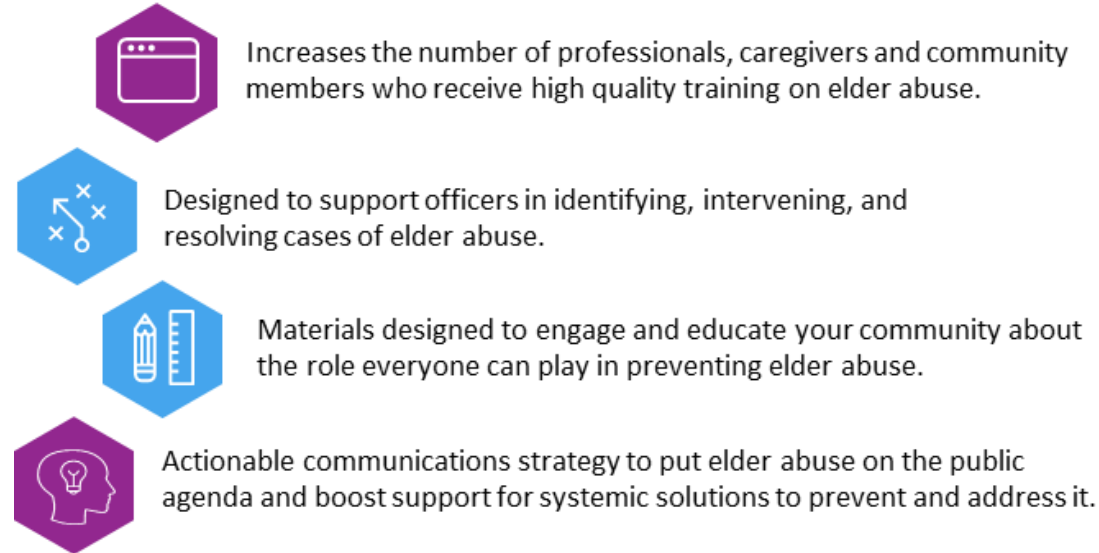 Increases the number of professionals, caregivers and community
members who receive high quality training on elder abuse.
Designed to support officers in identifying, intervening, and
resolving cases of elder abuse.
Materials designed to engage and educate your community about
the role everyone can play in preventing elder abuse.
Actionable communications strategy to put elder abuse on the public
agenda and boost support for systemic solutions to prevent and address it.